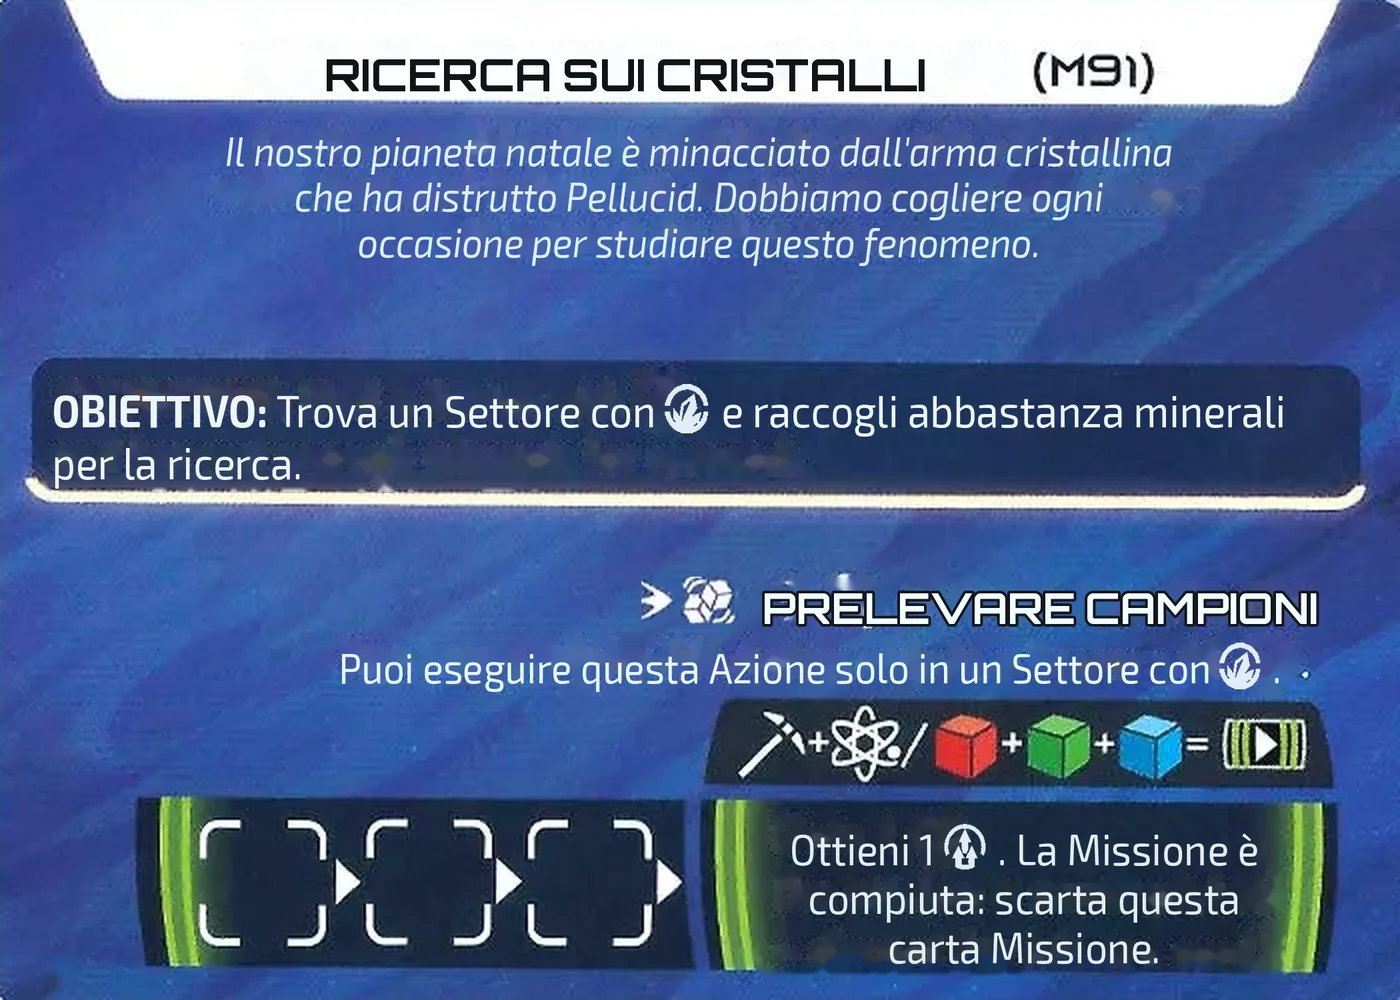 RICERCA SUI CRISTALLI (M91)
Il nostro pianeta natale è minacciato dall'arma cristallina
che ha distrutto Pellucid. Dobbiamo cogliere ogni
occasione per studiare questo fenomeno.
OBIETTIVO: Trova un Settore con e raccogli abbastanza minerali
per la ricerca.
PRELEVARE CAMPIONI
Puoi eseguire questa Azione solo in un Settore con .
+ / + + =
Ottieni 1 . La Missione è
compiuta: scarta questa
carta Missione.